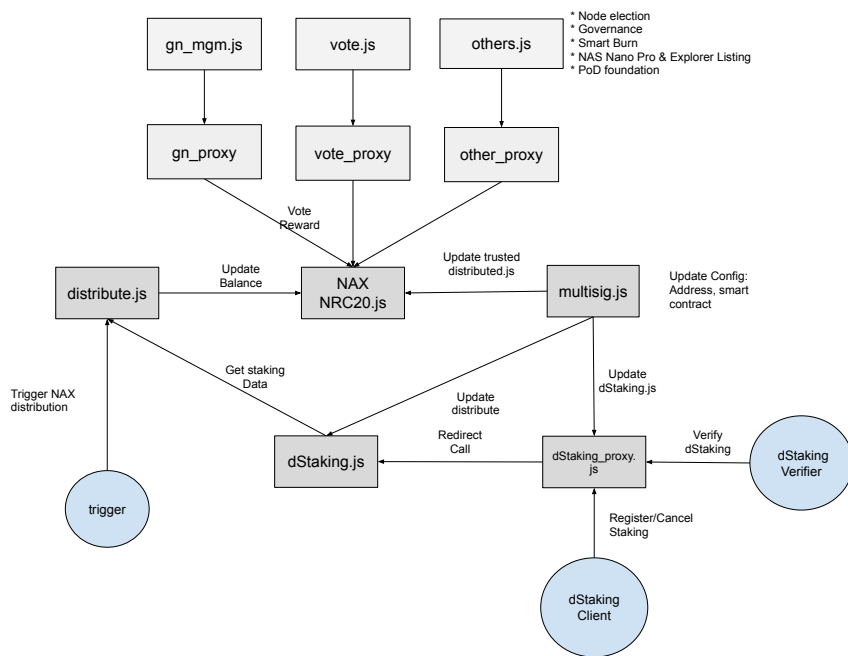 gn_mgm.js
vote.js
others.js
* Node election
* Governance
* Smart Burn
* NAS Nano Pro & Explorer Listing
* PoD foundation
gn_proxy
vote_proxy
other_proxy
Vote
Reward
Update
Balance
Update trusted
distributed.js
distribute.js
NAX
NRC20.js
multisig.js
Update Config:
Address, smart
contract
Get staking
Data
Update
dStaking.js
Trigger NAX
distribution
Update
distribute
Redirect
Call
Verify
dStaking
dStaking.js
dStaking_proxy.
js
dStaking
Verifier
trigger
Register/Cancel
Staking
dStaking
Client